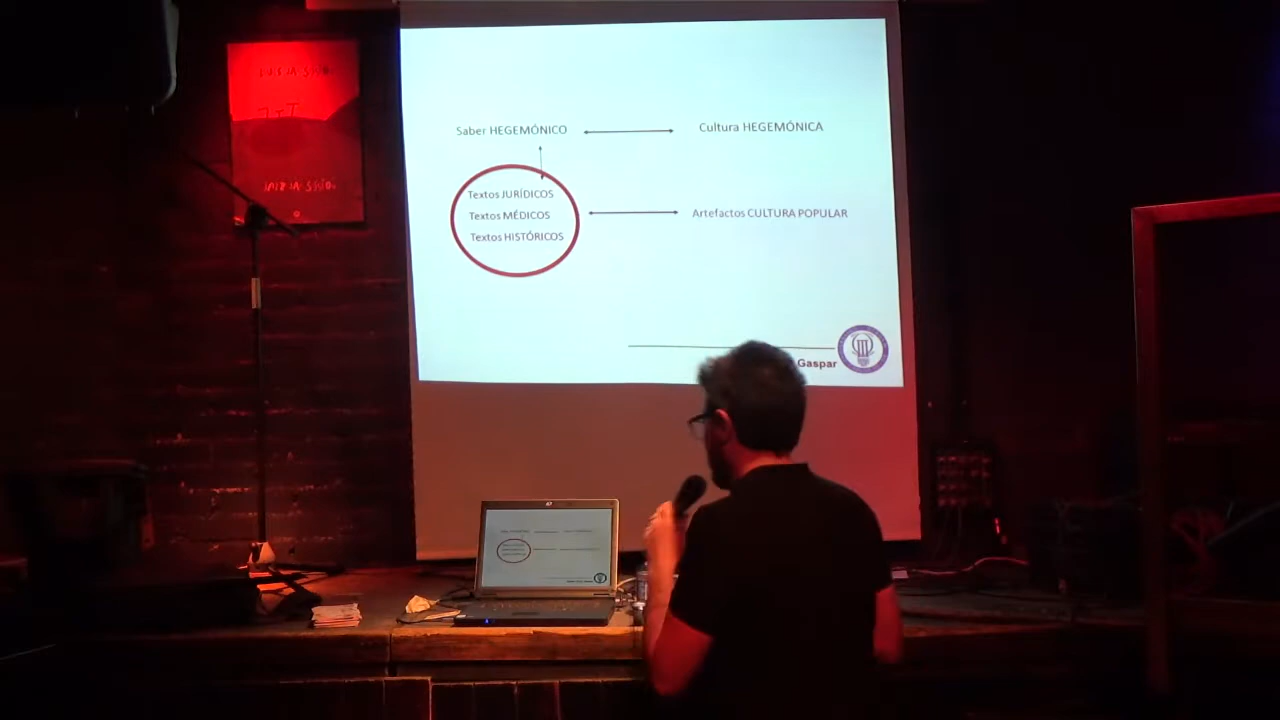 Saber HEGEMÓNICO
Cultura HEGEMÓNICA
Textos JURÍDICOS
Textos MÉDICOS
Artefactos CULTURA POPULAR
Textos HISTÓRICOS
Gaspar